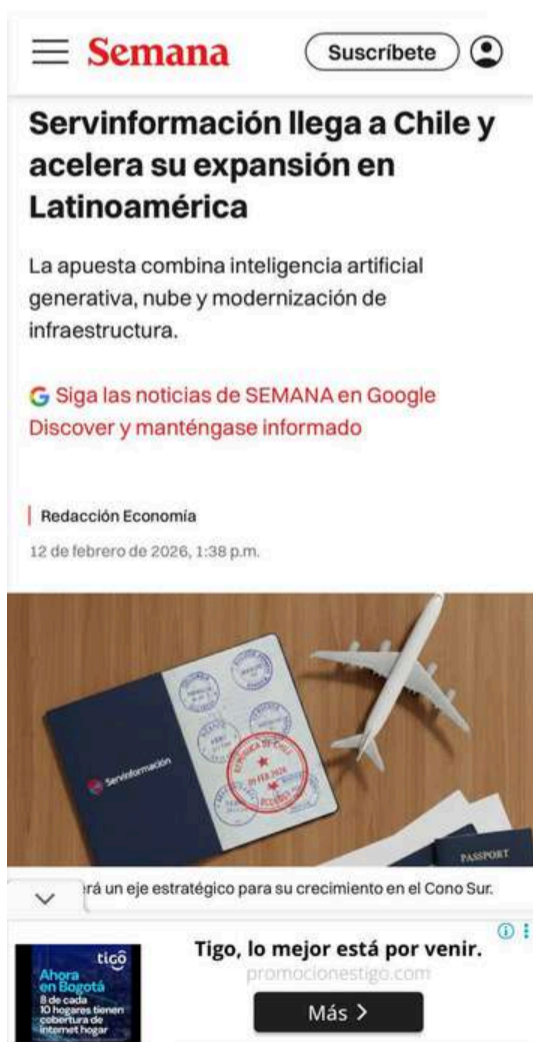 Semana
Suscríbete
Servinformación llega a Chile y
acelera su expansión en
Latinoamérica
La apuesta combina inteligencia artificial
generativa, nube y modernización de
infraestructura.
Siga las noticias de SEMANA en Google
Discover y manténgase informado
Redacción Economía
12 de febrero de 2026, 1:38 p.m.
Servinformación
REPÚBLICA DE CHILE
PASSPORT
un eje estratégico para su crecimiento en el Cono Sur.
tigo
Ahora
en Bogotá
8 de cada
10 hogares tienen
cobertura de
internet hogar
Tigo, lo mejor está por venir.
promocionestigo.com
Más >